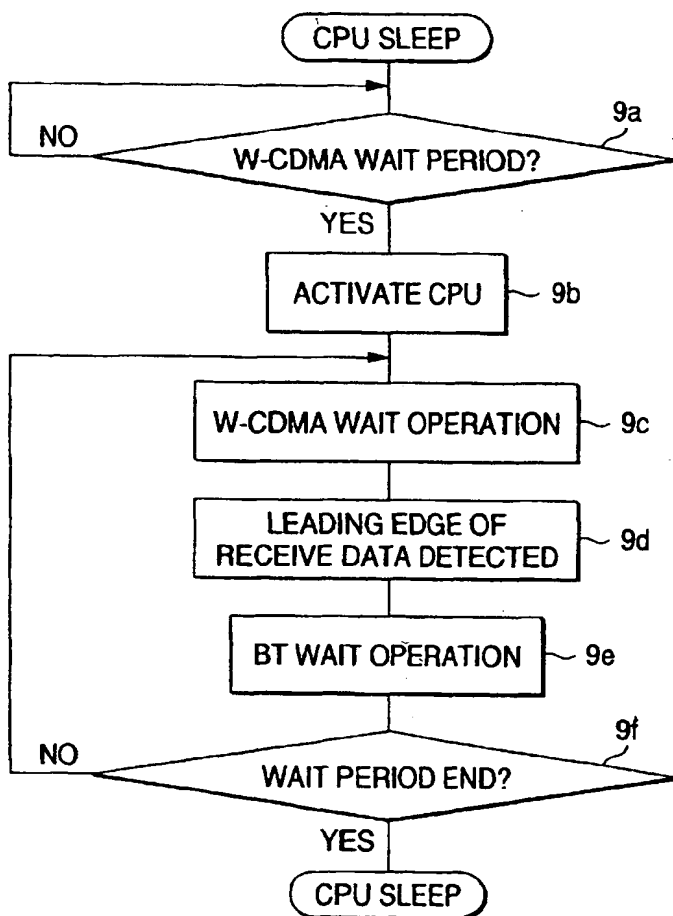 CPU SLEEP
9a
NO
W-CDMA WAIT PERIOD?
YES
ACTIVATE CPU
9b
W-CDMA WAIT OPERATION
9c
LEADING EDGE OF
RECEIVE DATA DETECTED
9d
BT WAIT OPERATION
9e
9f
NO
WAIT PERIOD END?
YES
CPU SLEEP